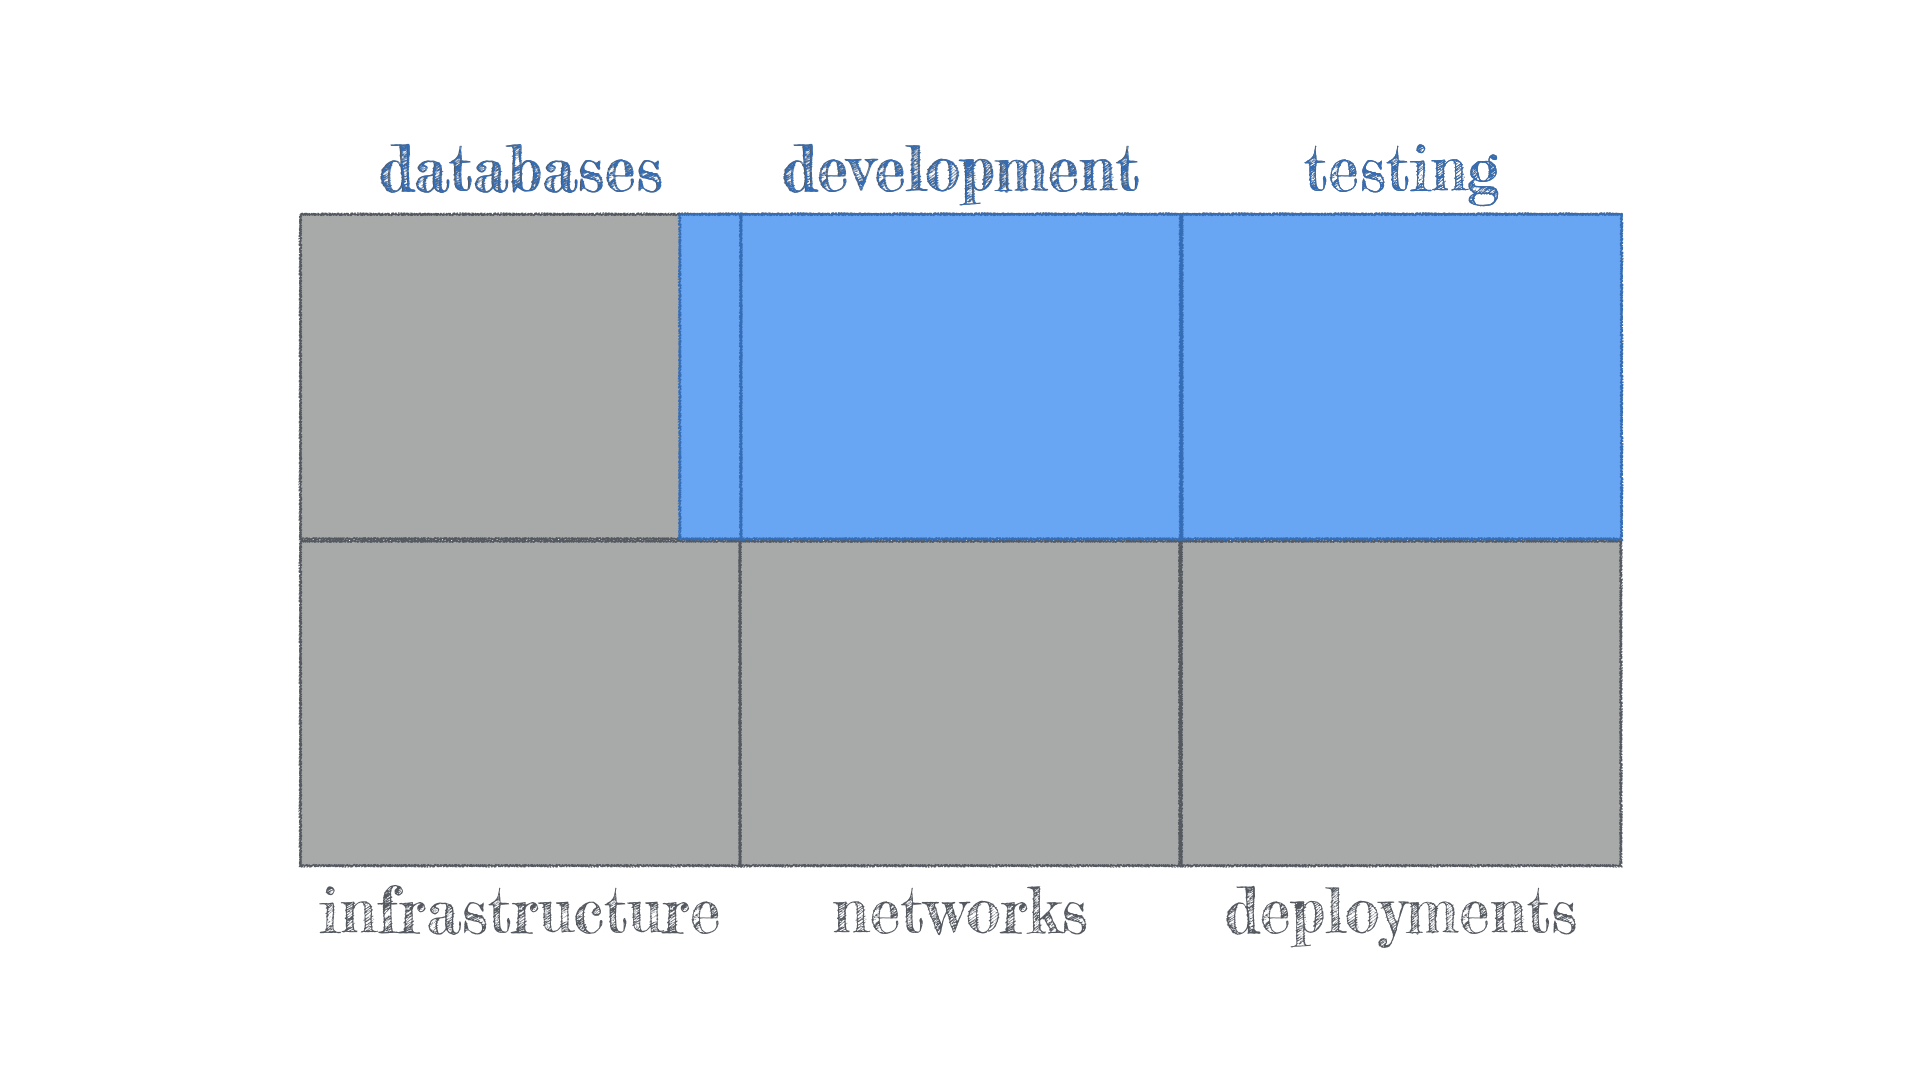 databases development testing
infrastructure networks deployments